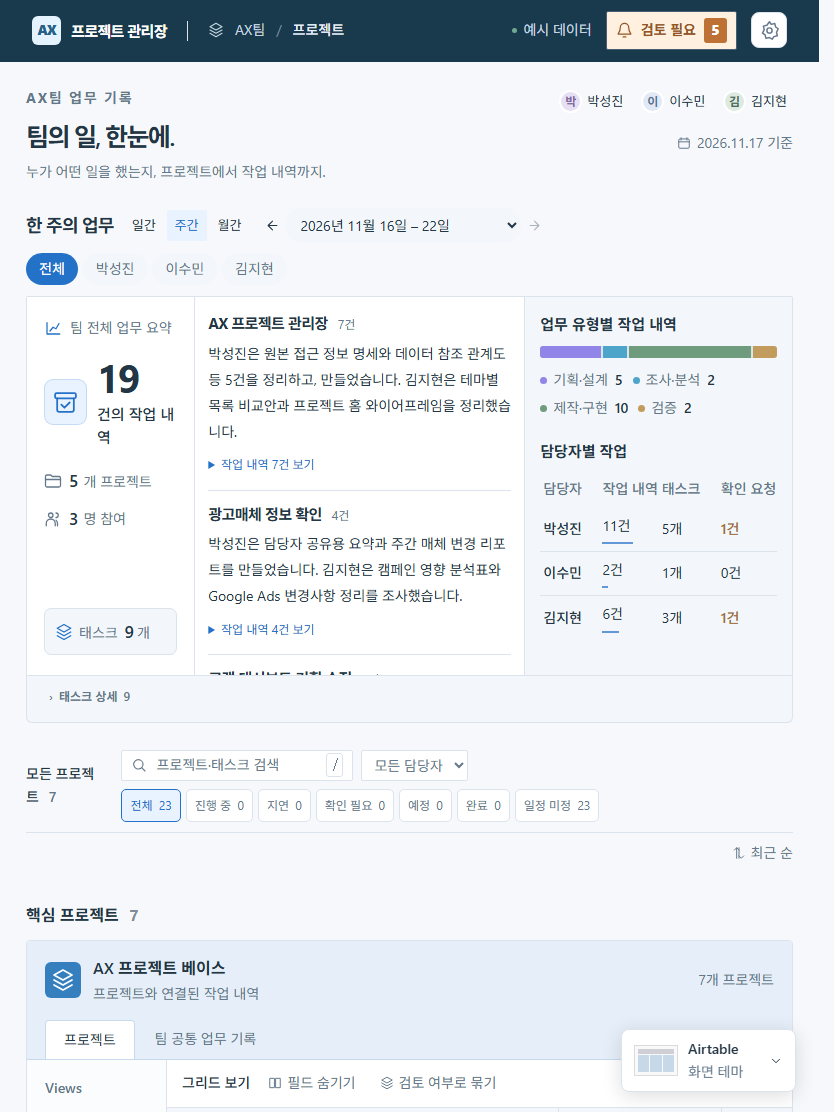 AX 프로젝트 관리장
AX팀 / 프로젝트
예시 데이터
검토 필요 5
AX팀 업무 기록
박 박성진 이 이수민 김 김지현
팀의 일, 한눈에.
2026.11.17 기준
누가 어떤 일을 했는지, 프로젝트에서 작업 내역까지.
한 주의 업무 일간 주간 월간 ← 2026년 11월 16일 – 22일 →
전체 박성진 이수민 김지현
팀 전체 업무 요약
19
건의 작업 내
역
5 개 프로젝트
3 명 참여
태스크 9 개
AX 프로젝트 관리장 7건
박성진은 원본 접근 정보 명세와 데이터 참조 관계도
등 5건을 정리하고, 만들었습니다. 김지현은 테마별
목록 비교안과 프로젝트 홈 와이어프레임을 정리했습
니다.
▶ 작업 내역 7건 보기
광고매체 정보 확인 4건
박성진은 담당자 공유용 요약과 주간 매체 변경 리포
트를 만들었습니다. 김지현은 캠페인 영향 분석표와
Google Ads 변경사항 정리를 조사했습니다.
▶ 작업 내역 4건 보기
업무 유형별 작업 내역
기획·설계 5 조사·분석 2
제작·구현 10 검증 2
담당자별 작업
담당자 작업 내역 태스크 확인 요청
박성진 11건 5개 1건
이수민 2건 1개 0건
김지현 6건 3개 1건
› 태스크 상세 9
모든 프로젝
트 7
프로젝트·태스크 검색 /
모든 담당자
전체 23 진행 중 0 지연 0 확인 필요 0 예정 0 완료 0 일정 미정 23
최근 순
핵심 프로젝트 7
AX 프로젝트 베이스
프로젝트와 연결된 작업 내역
7개 프로젝트
프로젝트 팀 공통 업무 기록
Views
그리드 보기 필드 숨기기 검토 여부로 묶기
Airtable
화면 테마